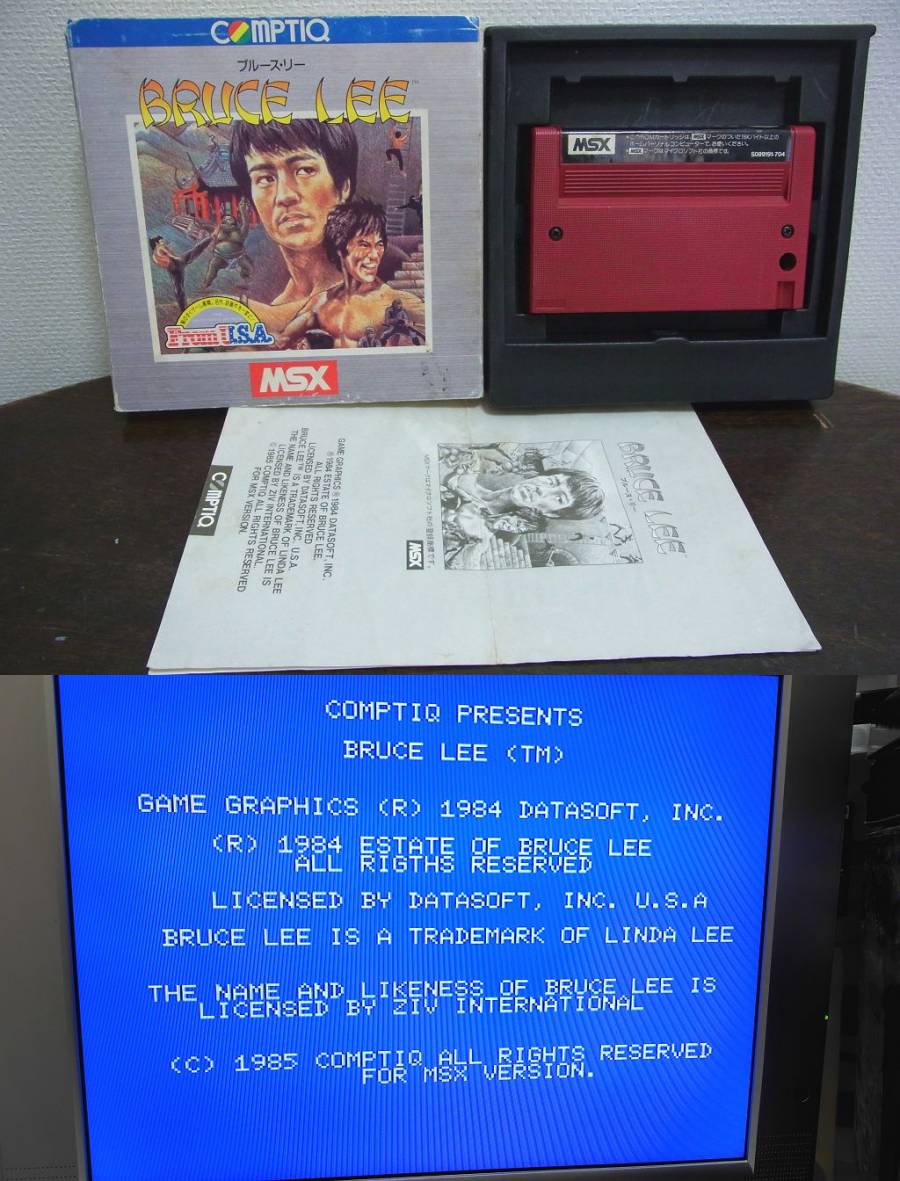 COMPTIQ
ブルース・リー
BRUCE LEE
From U.S.A.
MSX
MSX
S099191-704
BRUCE LEE
ブルース・リー
MSX
GAME GRAPHICS ® 1984 DATASOFT, INC.
® 1984 ESTATE OF BRUCE LEE.
ALL RIGHTS RESERVED
LICENSED BY DATASOFT, INC. U.S.A.
BRUCE LEE™ IS A TRADEMARK OF LINDA LEE
THE NAME AND LIKENESS OF BRUCE LEE IS
LICENSED BY ZIV INTERNATIONAL.
© 1985 COMPTIQ ALL RIGHTS RESERVED
FOR MSX VERSION.
COMPTIQ
COMPTIQ PRESENTS
BRUCE LEE (TM)
GAME GRAPHICS (R) 1984 DATASOFT, INC.
(R) 1984 ESTATE OF BRUCE LEE
ALL RIGTHS RESERVED
LICENSED BY DATASOFT, INC. U.S.A
BRUCE LEE IS A TRADEMARK OF LINDA LEE
THE NAME AND LIKENESS OF BRUCE LEE IS
LICENSED BY ZIV INTERNATIONAL
(C) 1985 COMPTIQ ALL RIGHTS RESERVED
FOR MSX VERSION.